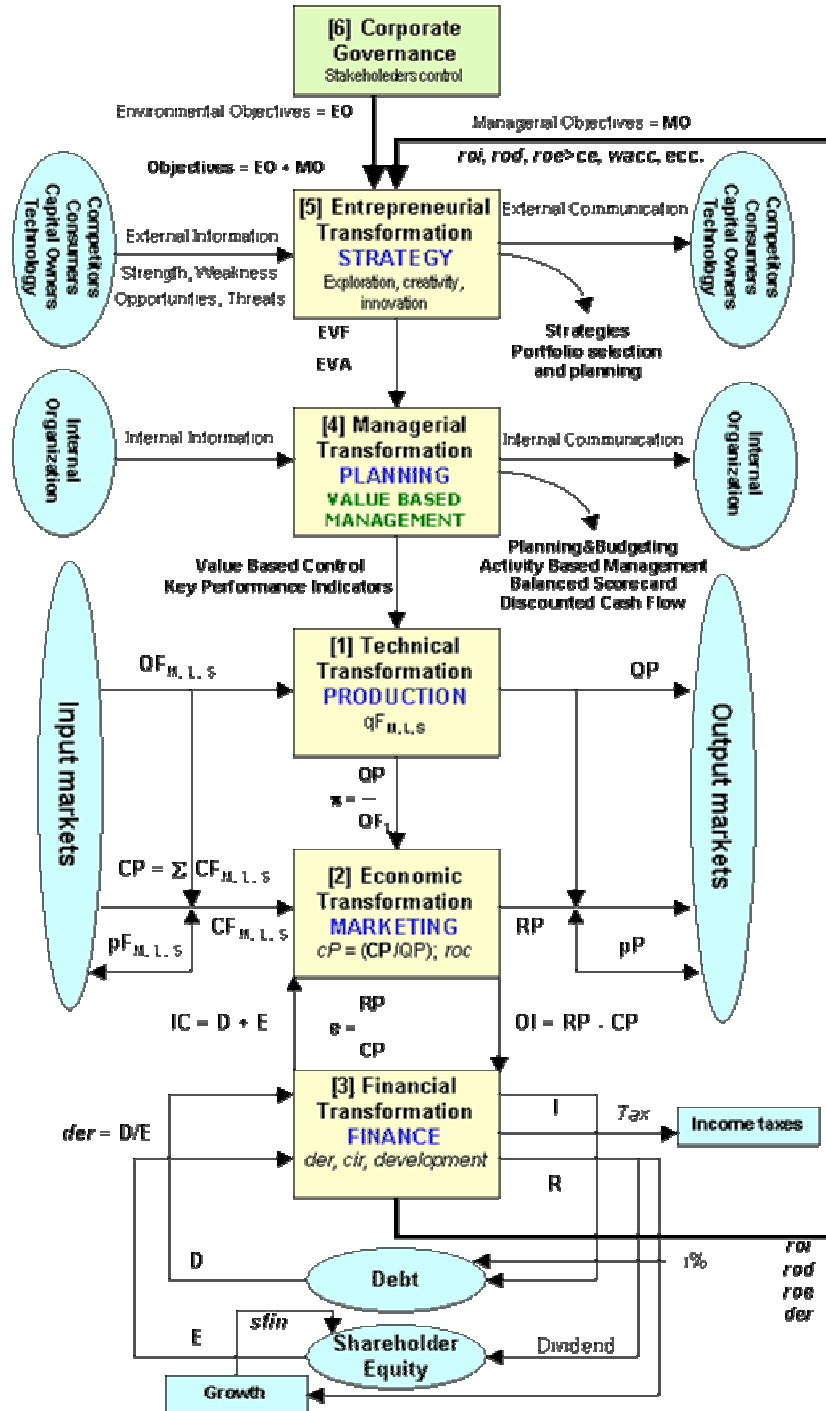 [6] Corporate
Governance
Stakeholeders control
Environmental Objectives = EO
Managerial Objectives = MO
roi, rod, roe>ce, wacc, ecc.
Objectives = EO + MO
Competitors
Consumers
Capital Owners
Technology
External Information
Strength, Weakness
Opportunities, Threats
[5] Entrepreneurial
Transformation
STRATEGY
Exploration, creativity,
innovation
External Communication
Competitors
Consumers
Capital Owners
Technology
Strategies
Portfolio selection
and planning
EVF
EVA
Internal
Organization
Internal Information
[4] Managerial
Transformation
PLANNING
VALUE BASED
MANAGEMENT
Internal Communication
Internal
Organization
Planning&Budgeting
Activity Based Management
Balanced Scorecard
Discounted Cash Flow
Value Based Control
Key Performance Indicators
Input markets
QF M. L. S
[1] Technical
Transformation
PRODUCTION
qF M.L.S
QP
Output markets
QP
π = —
QF L
CP = Σ CF M. L. S
CF M. L. S
pF M. L. S
[2] Economic
Transformation
MARKETING
cP = (CP/QP); roc
RP
pP
IC = D + E
RP
e =
CP
OI = RP - CP
[3] Financial
Transformation
FINANCE
der, cir, development
der = D/E
I
Tax
Income taxes
R
D
Debt
i%
roi
rod
roe
der
sfin
E
Shareholder
Equity
Dividend
Growth